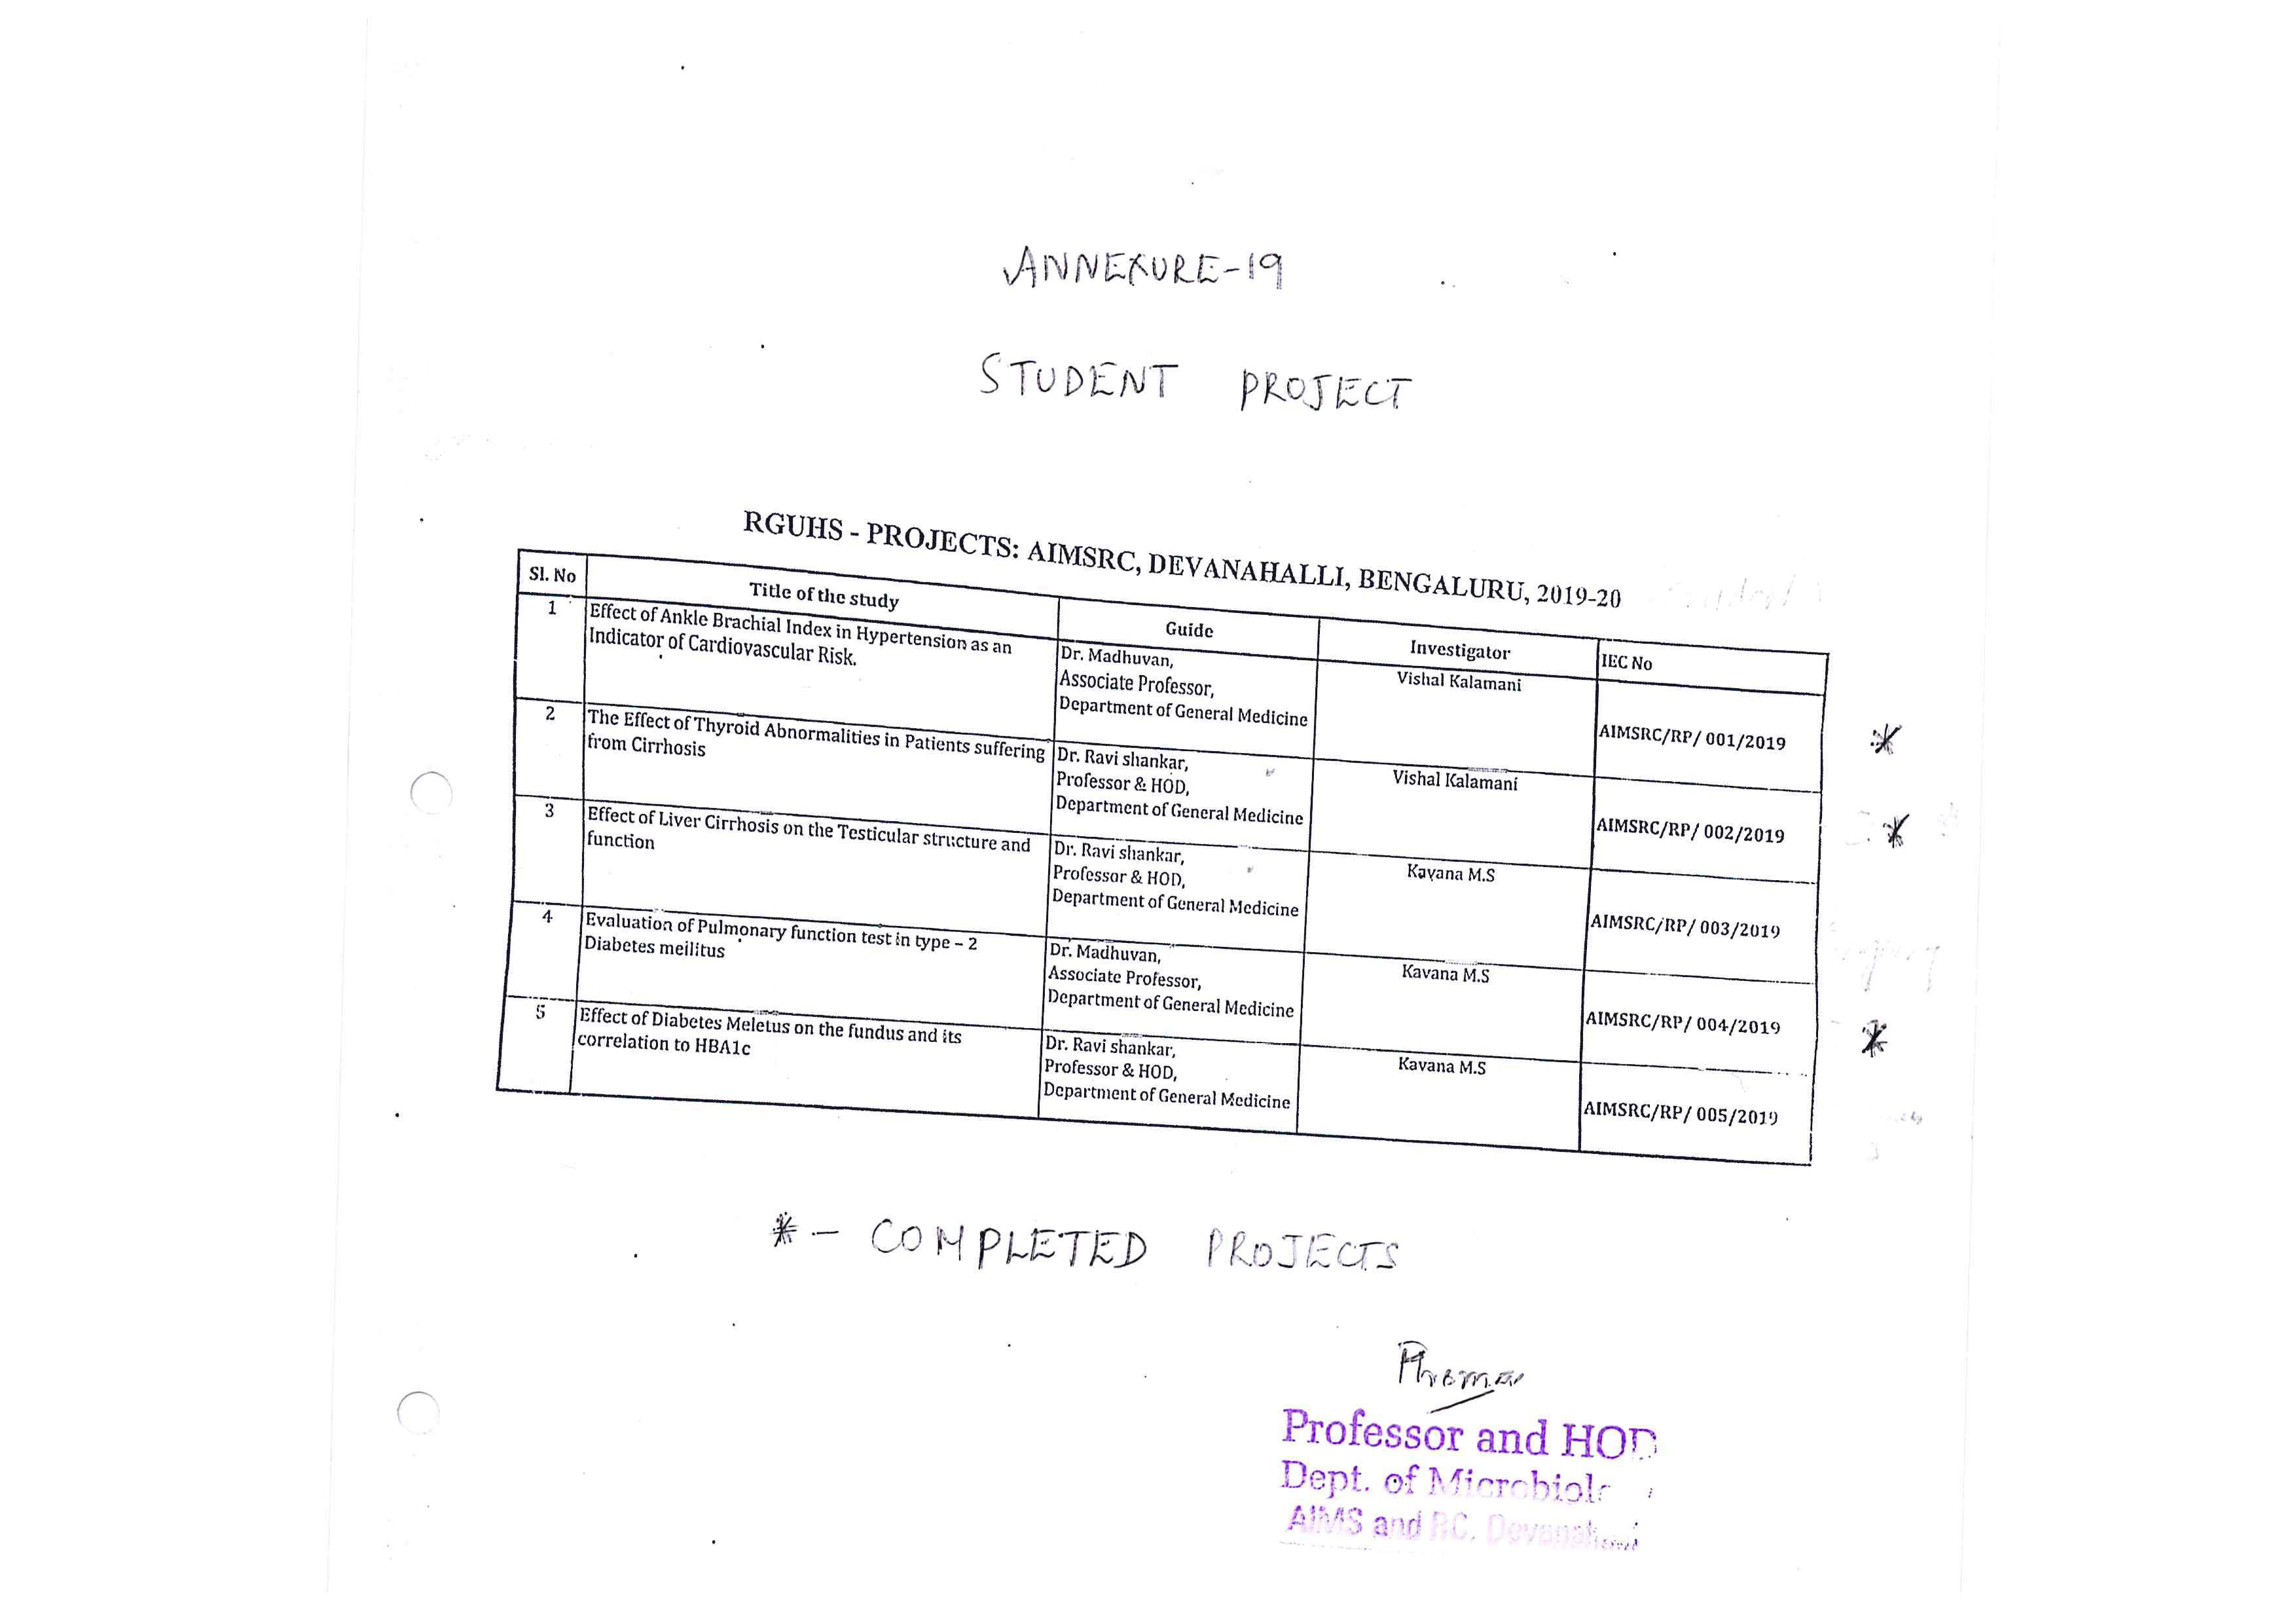 ANNEXURE-19
STUDENT PROJECT
RGUHS - PROJECTS: AIMSRC, DEVANAHALLI, BENGALURU, 2019-20
Sl. No
Title of the study
Guide
Investigator
IEC No
1
Effect of Ankle Brachial Index in Hypertension as an
Indicator of Cardiovascular Risk.
Dr. Madhuvan,
Associate Professor,
Department of General Medicine
Vishal Kalamani
AIMSRC/RP/ 001/2019
*
2
The Effect of Thyroid Abnormalities in Patients suffering
from Cirrhosis
Dr. Ravi shankar,
Professor & HOD,
Department of General Medicine
Vishal Kalamani
AIMSRC/RP/ 002/2019
*
3
Effect of Liver Cirrhosis on the Testicular structure and
function
Dr. Ravi shankar,
Professor & HOD,
Department of General Medicine
Kavana M.S
AIMSRC/RP/ 003/2019
4
Evaluation of Pulmonary function test in type – 2
Diabetes meilitus
Dr. Madhuvan,
Associate Professor,
Department of General Medicine
Kavana M.S
AIMSRC/RP/ 004/2019
*
5
Effect of Diabetes Meletus on the fundus and its
correlation to HBA1c
Dr. Ravi shankar,
Professor & HOD,
Department of General Medicine
Kavana M.S
AIMSRC/RP/ 005/2019
* - COMPLETED PROJECTS
Professor and HOD
Dept. of Microbiol
AIMS and RC, Devanah